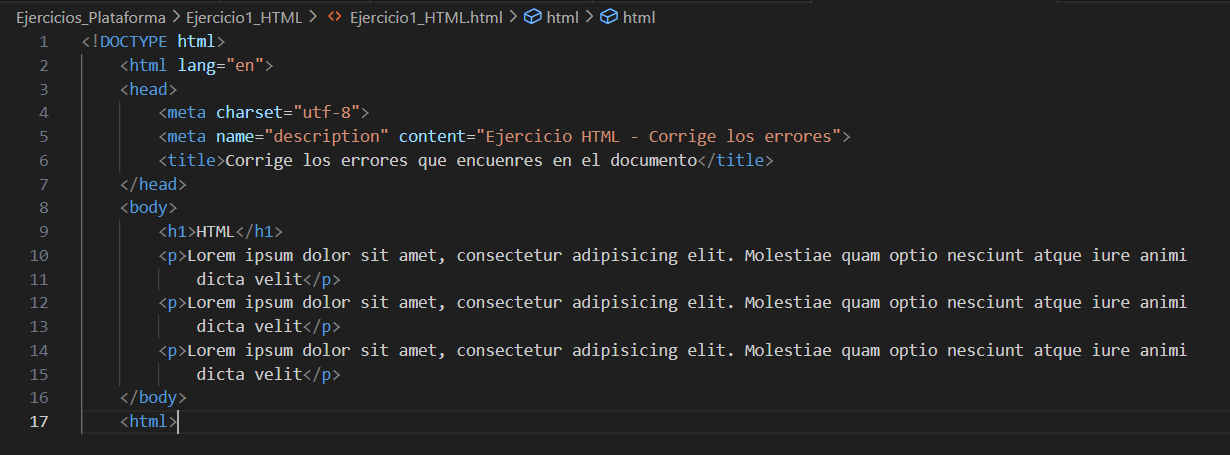 Ejercicios_Plataforma > Ejercicio1_HTML > Ejercicio1_HTML.html > html > html
1 <!DOCTYPE html>
2 <html lang="en">
3 <head>
4 <meta charset="utf-8">
5 <meta name="description" content="Ejercicio HTML - Corrige los errores">
6 <title>Corrige los errores que encuenres en el documento</title>
7 </head>
8 <body>
9 <h1>HTML</h1>
10 <p>Lorem ipsum dolor sit amet, consectetur adipisicing elit. Molestiae quam optio nesciunt atque iure animi
11 dicta velit</p>
12 <p>Lorem ipsum dolor sit amet, consectetur adipisicing elit. Molestiae quam optio nesciunt atque iure animi
13 dicta velit</p>
14 <p>Lorem ipsum dolor sit amet, consectetur adipisicing elit. Molestiae quam optio nesciunt atque iure animi
15 dicta velit</p>
16 </body>
17 <html>